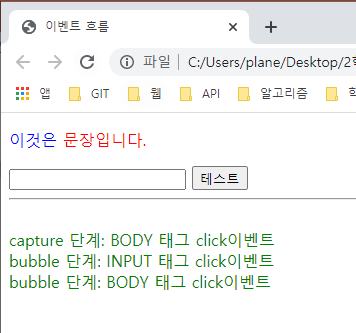 이벤트 흐름
파일 C:/Users/plane/Desktop/2
앱 GIT 웹 API 알고리즘
이것은 문장입니다.
테스트
capture 단계: BODY 태그 click이벤트
bubble 단계: INPUT 태그 click이벤트
bubble 단계: BODY 태그 click이벤트